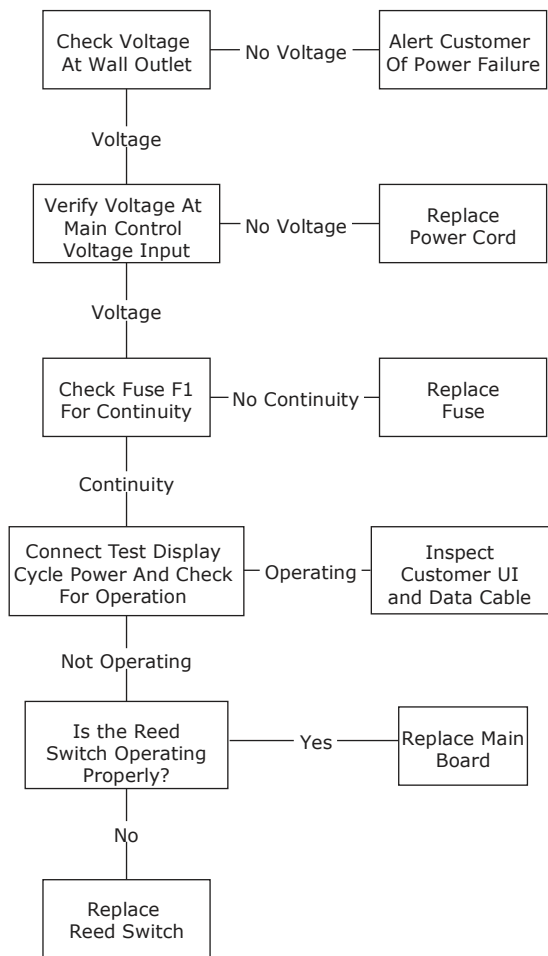 Check Voltage
At Wall Outlet
No Voltage
Alert Customer
Of Power Failure
Voltage
Verify Voltage At
Main Control
Voltage Input
No Voltage
Replace
Power Cord
Voltage
Check Fuse F1
For Continuity
No Continuity
Replace
Fuse
Continuity
Connect Test Display
Cycle Power And Check
For Operation
Operating
Inspect
Customer UI
and Data Cable
Not Operating
Is the Reed
Switch Operating
Properly?
Yes
Replace Main
Board
No
Replace
Reed Switch